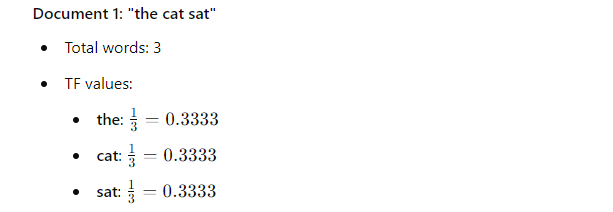 Document 1: "the cat sat"
• Total words: 3
• TF values:
• the: 1/3 = 0.3333
• cat: 1/3 = 0.3333
• sat: 1/3 = 0.3333